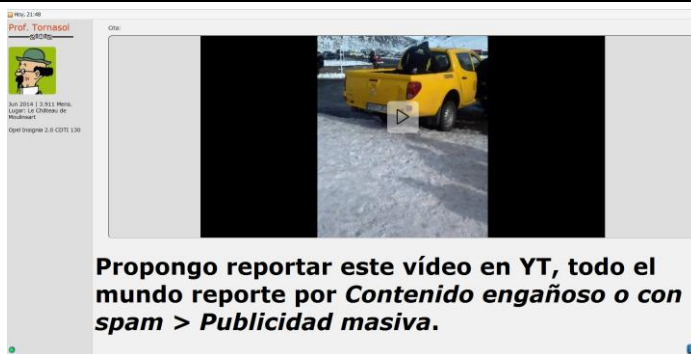 Hoy, 21:48
Prof. Tornasol
Jun 2014 | 3.911 Mens.
Lugar: Le Château de
Moulinsart
Opel Insignia 2.0 CDTI 130
Cita:
Propongo reportar este vídeo en YT, todo el
mundo reporte por Contenido engañoso o con
spam > Publicidad masiva.